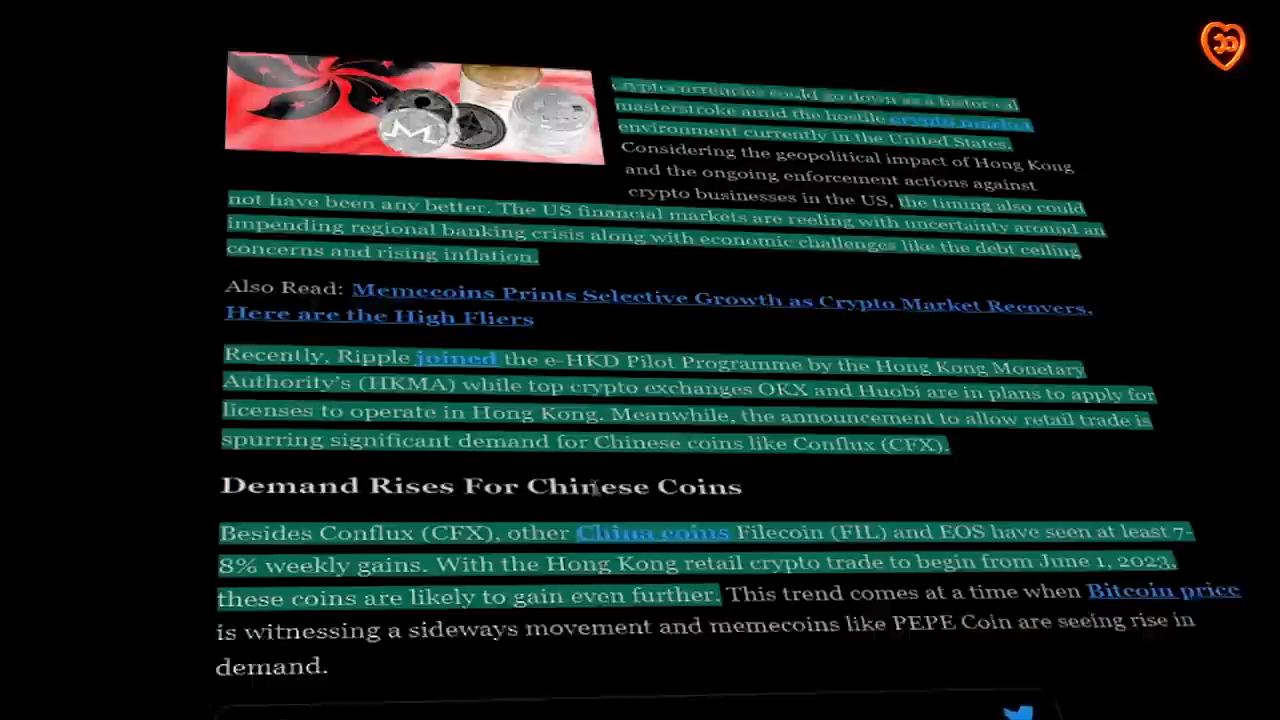 could go down as a historical
masterstroke amid the hostile crypto market
environment currently in the United States.
Considering the geopolitical impact of Hong Kong
and the ongoing enforcement actions against
crypto businesses in the US, the timing also could
not have been any better. The US financial markets are reeling with uncertainty around an
impending regional banking crisis along with economic challenges like the debt ceiling
concerns and rising inflation.
Also Read: Memecoins Prints Selective Growth as Crypto Market Recovers,
Here are the High Fliers
Recently, Ripple joined the e-HKD Pilot Programme by the Hong Kong Monetary
Authority's (HKMA) while top crypto exchanges OKX and Huobi are in plans to apply for
licenses to operate in Hong Kong. Meanwhile, the announcement to allow retail trade is
spurring significant demand for Chinese coins like Conflux (CFX).
Demand Rises For Chinese Coins
Besides Conflux (CFX), other China coins Filecoin (FIL) and EOS have seen at least 7-
8% weekly gains. With the Hong Kong retail crypto trade to begin from June 1, 2023,
these coins are likely to gain even further. This trend comes at a time when Bitcoin price
is witnessing a sideways movement and memecoins like PEPE Coin are seeing rise in
demand.